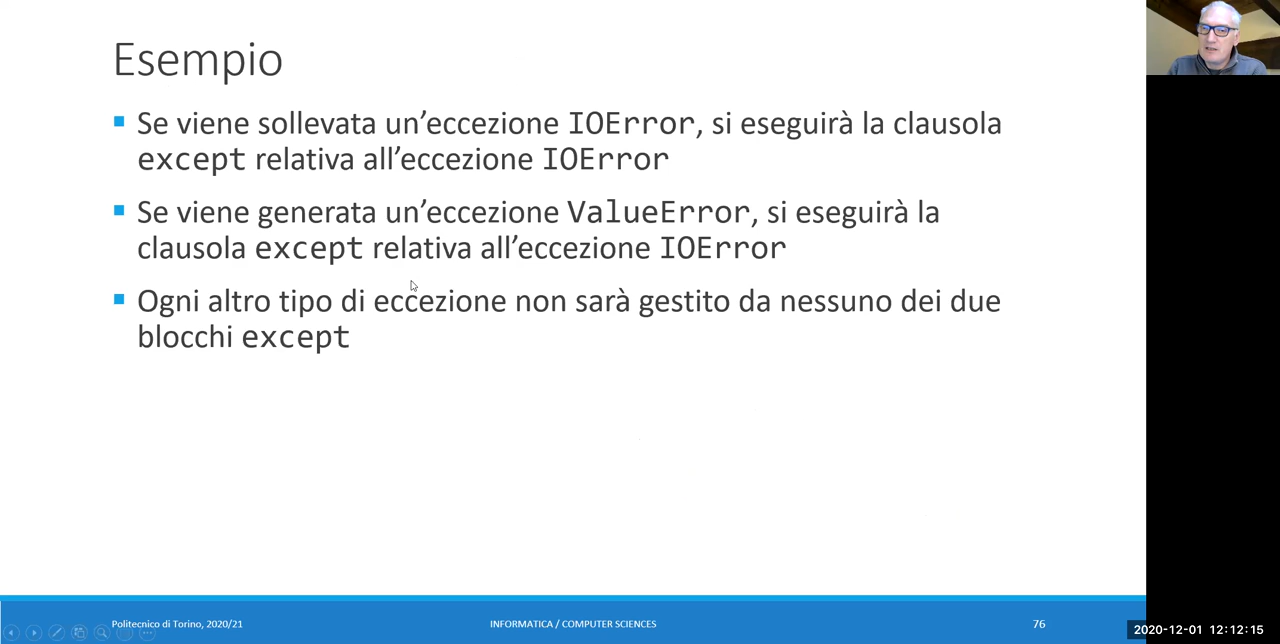 Esempio
Se viene sollevata un’eccezione IOError, si eseguirà la clausola
except relativa all’eccezione IOError
Se viene generata un’eccezione ValueError, si eseguirà la
clausola except relativa all’eccezione IOError
Ogni altro tipo di eccezione non sarà gestito da nessuno dei due
blocchi except
Politecnico di Torino, 2020/21
INFORMATICA / COMPUTER SCIENCES
76
2020-12-01 12:12:15